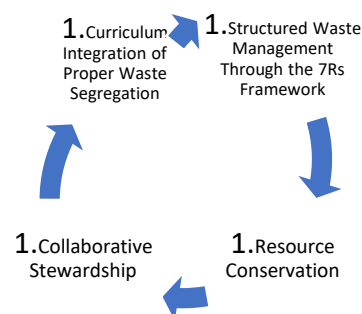 1.Curriculum
Integration of
Proper Waste
Segregation
1.Structured Waste
Management
Through the 7Rs
Framework
1.Resource
Conservation
1.Collaborative
Stewardship